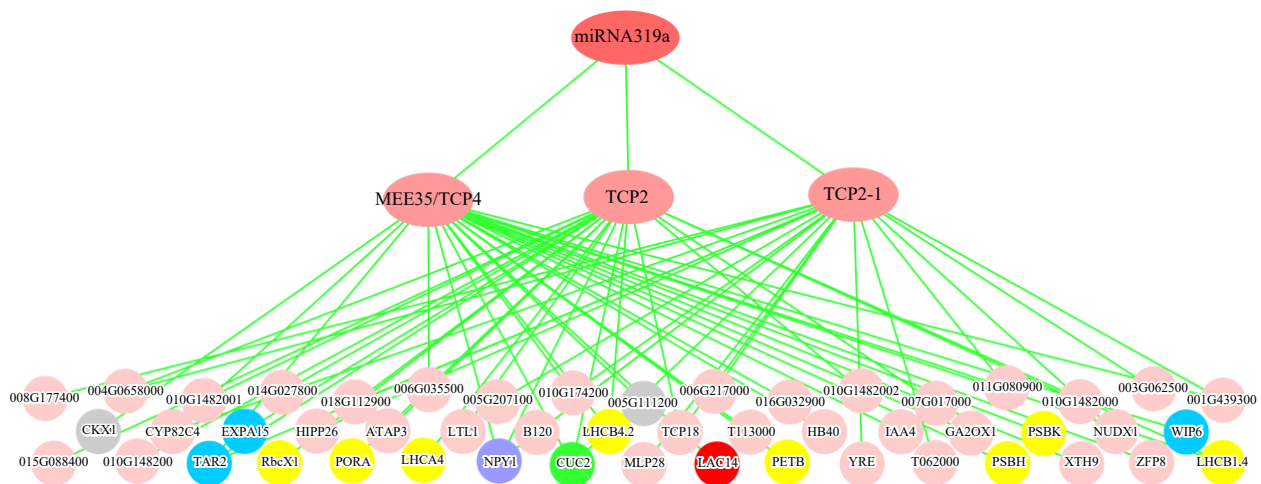 miRNA319a
MEE35/TCP4
TCP2
TCP2-1
008G177400
004G0658000
010G1482001
014G027800
018G112900
006G035500
005G207100
010G174200
005G111200
006G217000
016G032900
010G1482002
007G017000
011G080900
010G1482000
003G062500
001G439300
CKX1
CYP82C4
EXPA15
HIPP26
ATAP3
LTL1
B120
LHCB4.2
TCP18
T113000
HB40
IAA4
GA2OX1
PSBK
NUDX1
WIP6
015G088400
010G148200
TAR2
RbcX1
PORA
LHCA4
NPY1
CUC2
MLP28
LAC14
PETB
YRE
T062000
PSBH
XTH9
ZFP8
LHCB1.4